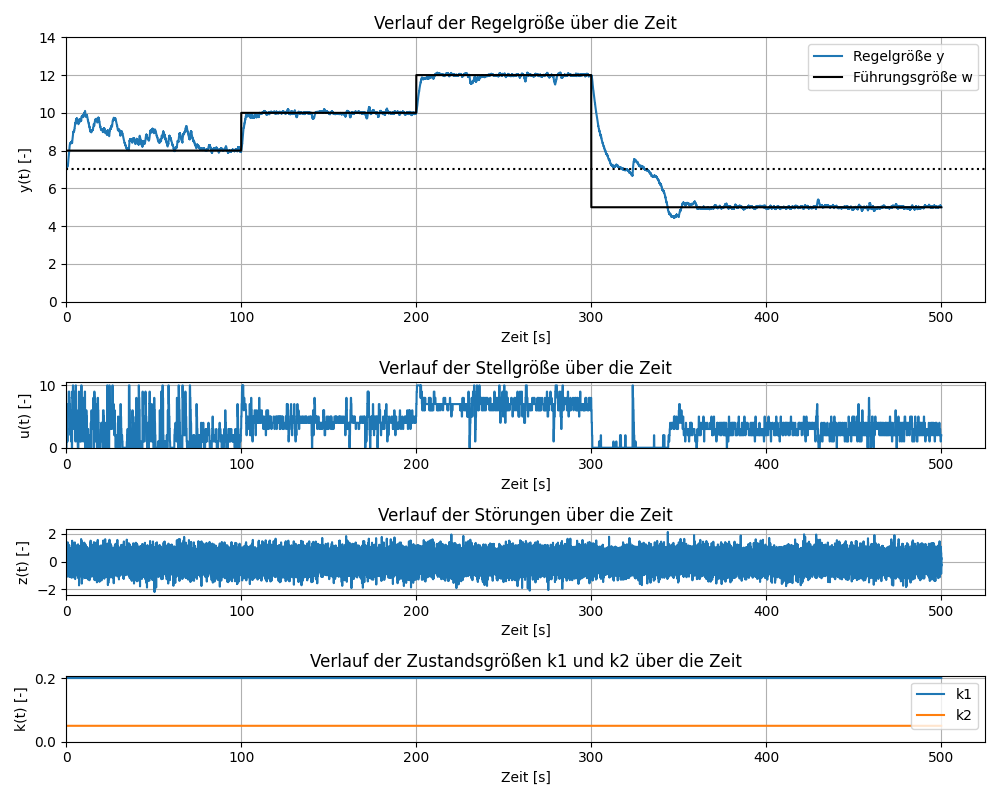 Verlauf der Regelgröße über die Zeit
y(t) [-]
14
12
10
8
6
4
2
0
Regelgröße y
Führungsgröße w
0 100 200 300 400 500
Zeit [s]
Verlauf der Stellgröße über die Zeit
u(t) [-]
10
0
0 100 200 300 400 500
Zeit [s]
Verlauf der Störungen über die Zeit
z(t) [-]
2
0
−2
0 100 200 300 400 500
Zeit [s]
Verlauf der Zustandsgrößen k1 und k2 über die Zeit
k(t) [-]
0.2
0.0
k1
k2
0 100 200 300 400 500
Zeit [s]